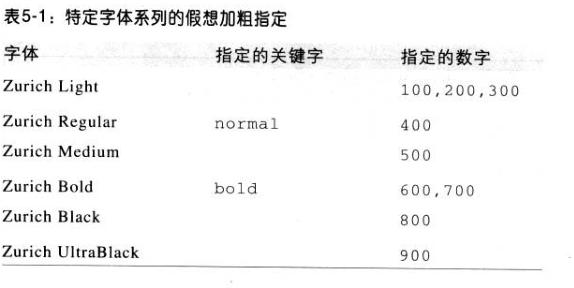 表5-1：特定字体系列的假想加粗指定
字体 指定的关键字 指定的数字
Zurich Light 100,200,300
Zurich Regular normal 400
Zurich Medium 500
Zurich Bold bold 600,700
Zurich Black 800
Zurich UltraBlack 900